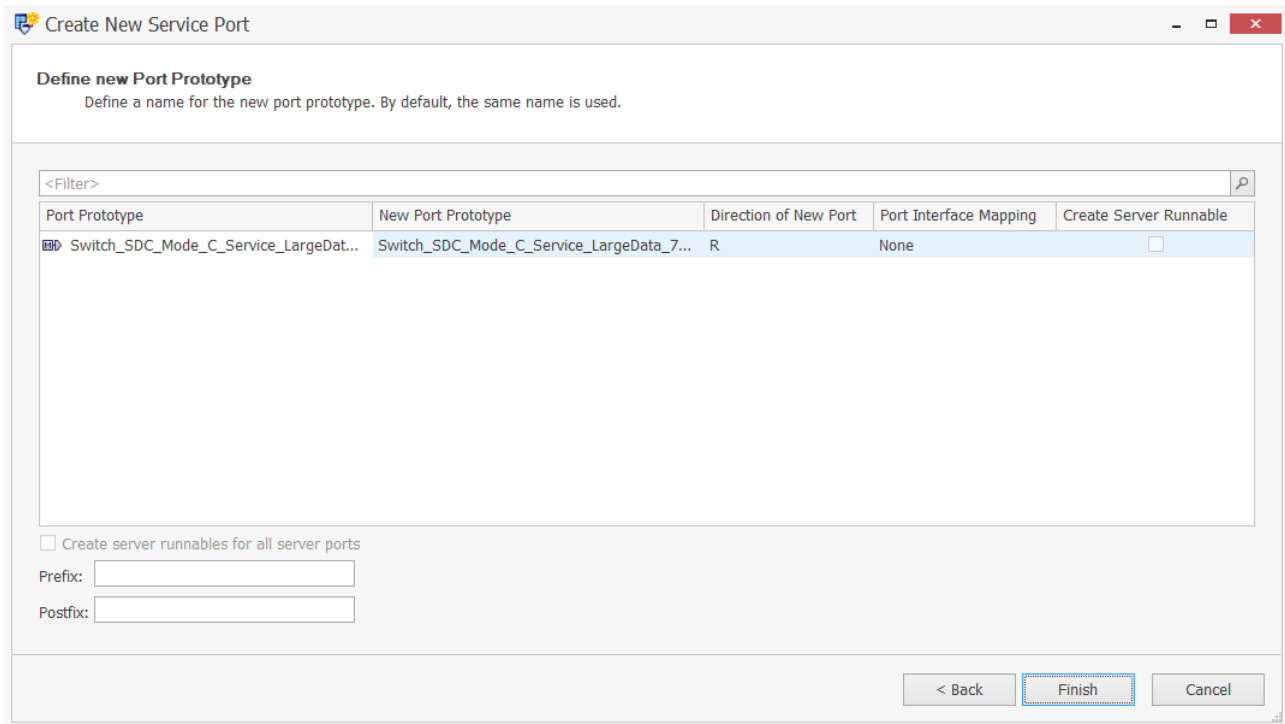 Create New Service Port
Define new Port Prototype
Define a name for the new port prototype. By default, the same name is used.
<Filter>
Port Prototype New Port Prototype Direction of New Port Port Interface Mapping Create Server Runnable
Switch_SDC_Mode_C_Service_LargeDat... Switch_SDC_Mode_C_Service_LargeData_7... R None
Create server runnables for all server ports
Prefix:
Postfix:
< Back Finish Cancel